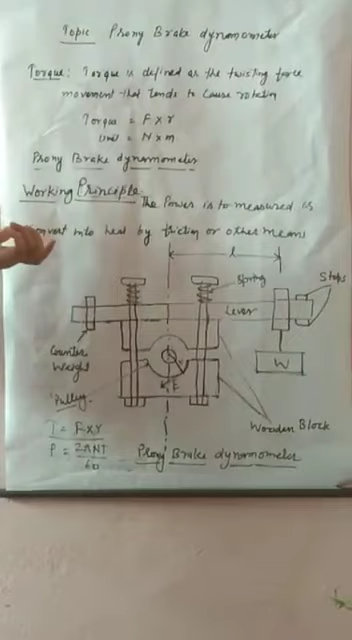 Topic Prony Brake dynamometer
Torque: Torque is defined as the twisting force
movement that tends to cause rotation
Torque = F x r
Unit = N x m
Prony Brake dynamometer
Working Principle
The Power is to measured is
convert into heat by friction or other means
l
Spring
Stops
Lever
Counter
Weight
W
r
F
Pulley
Wooden Block
T = F x r
P = 2πNT
60
Prony Brake dynamometer